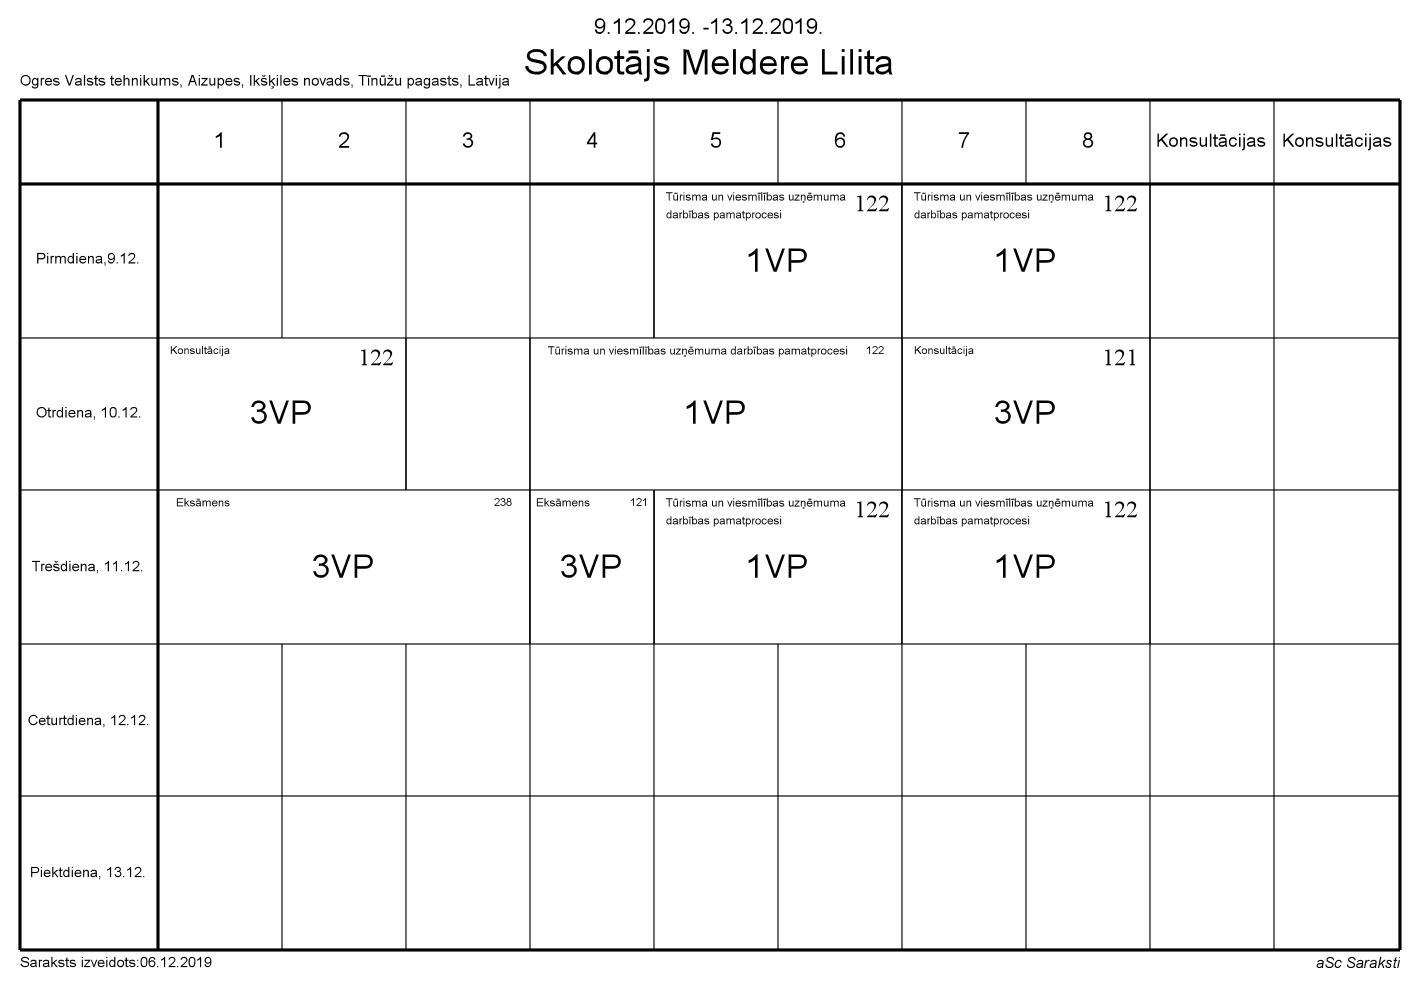 9.12.2019. -13.12.2019.
Skolotājs Meldere Lilita
Ogres Valsts tehnikums, Aizupes, Ikšķiles novads, Tīnūžu pagasts, Latvija
1 2 3 4 5 6 7 8 Konsultācijas Konsultācijas
Pirmdiena,9.12.
Tūrisma un viesmīlības uzņēmuma
darbības pamatprocesi
122
1VP
Tūrisma un viesmīlības uzņēmuma
darbības pamatprocesi
122
1VP
Otrdiena, 10.12.
Konsultācija 122
3VP
Tūrisma un viesmīlības uzņēmuma darbības pamatprocesi 122
1VP
Konsultācija 121
3VP
Trešdiena, 11.12.
Eksāmens 238
3VP
Eksāmens 121
3VP
Tūrisma un viesmīlības uzņēmuma
darbības pamatprocesi
122
1VP
Tūrisma un viesmīlības uzņēmuma
darbības pamatprocesi
122
1VP
Ceturtdiena, 12.12.
Piektdiena, 13.12.
Saraksts izveidots:06.12.2019
aSc Saraksti